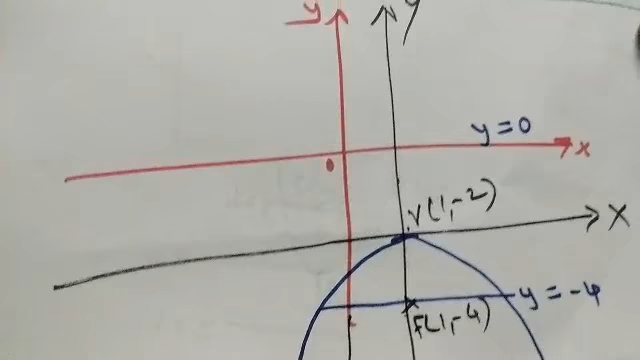 y
y
y = 0
x
0
V(1,-2)
X
y = -4
F(1,-4)